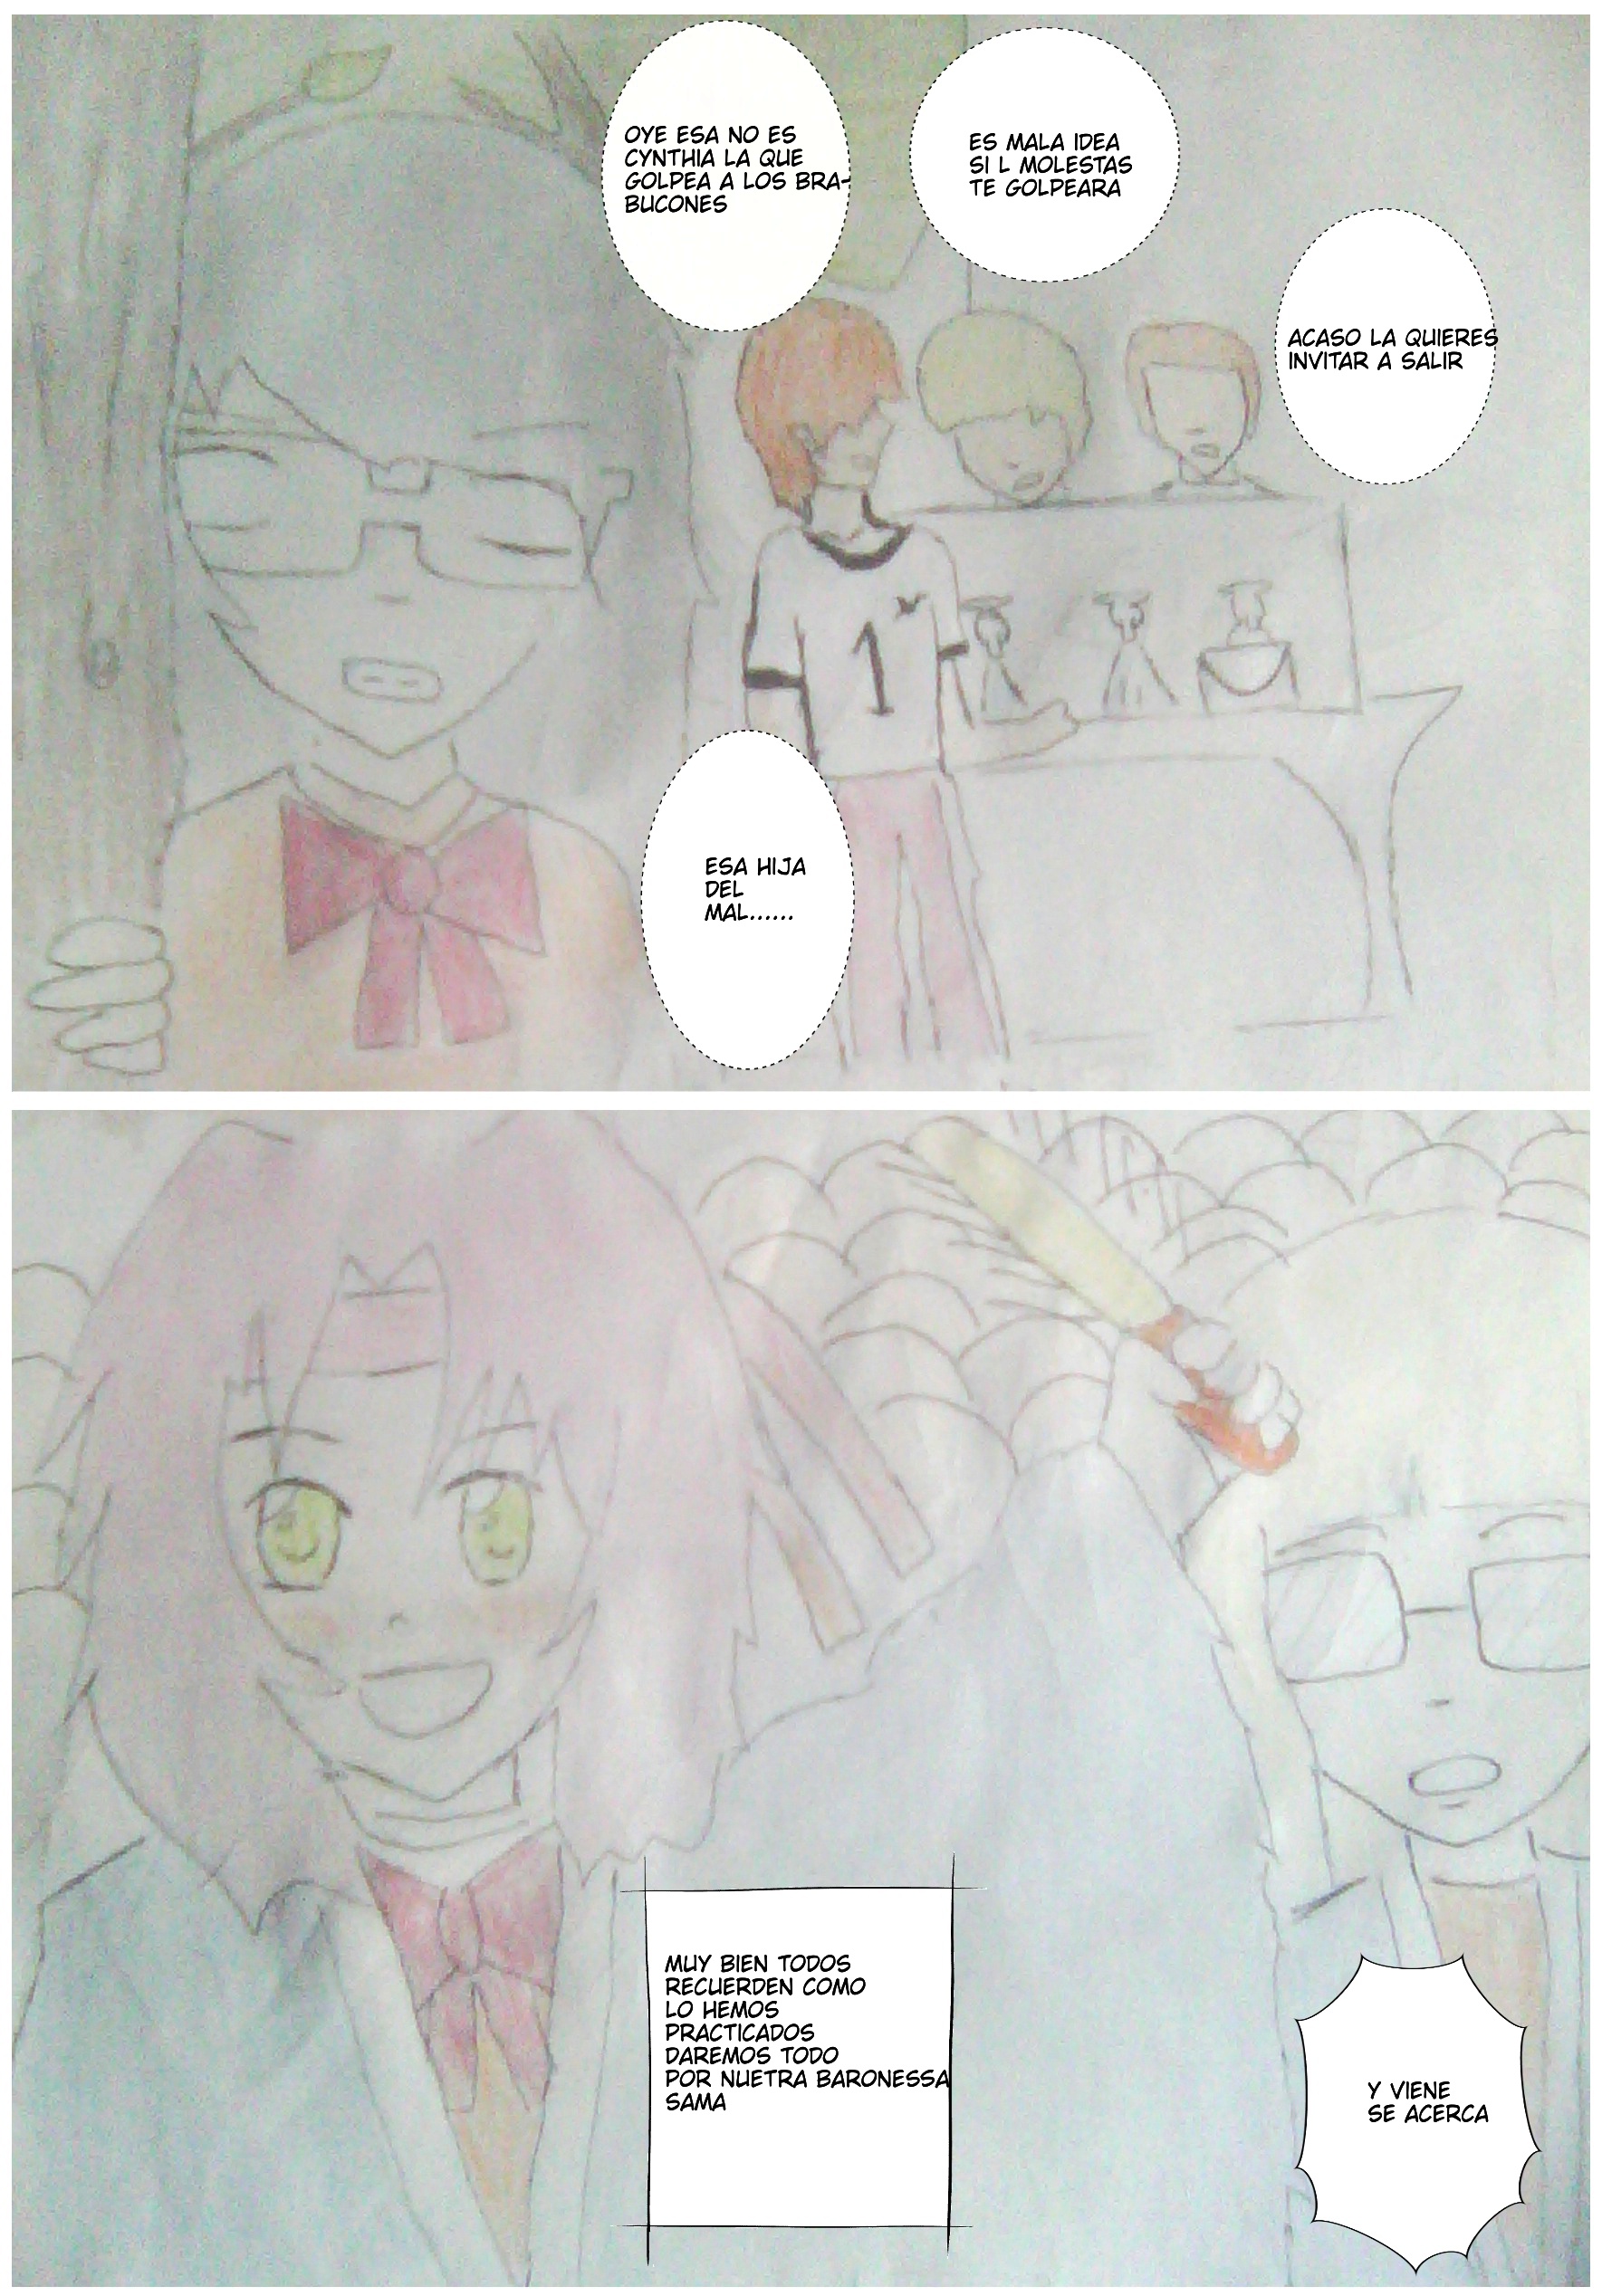 OYE ESA NO ES
CYNTHIA LA QUE
GOLPEA A LOS BRA-
BUCONES
ES MALA IDEA
SI L MOLESTAS
TE GOLPEARA
ACASO LA QUIERES
INVITAR A SALIR
1
ESA HIJA
DEL
MAL......
MUY BIEN TODOS
RECUERDEN COMO
LO HEMOS
PRACTICADOS
DAREMOS TODO
POR NUETRA BARONESSA
SAMA
Y VIENE
SE ACERCA